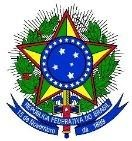 REPÚBLICA FEDERATIVA DO BRASIL
15 de Novembro de 1889